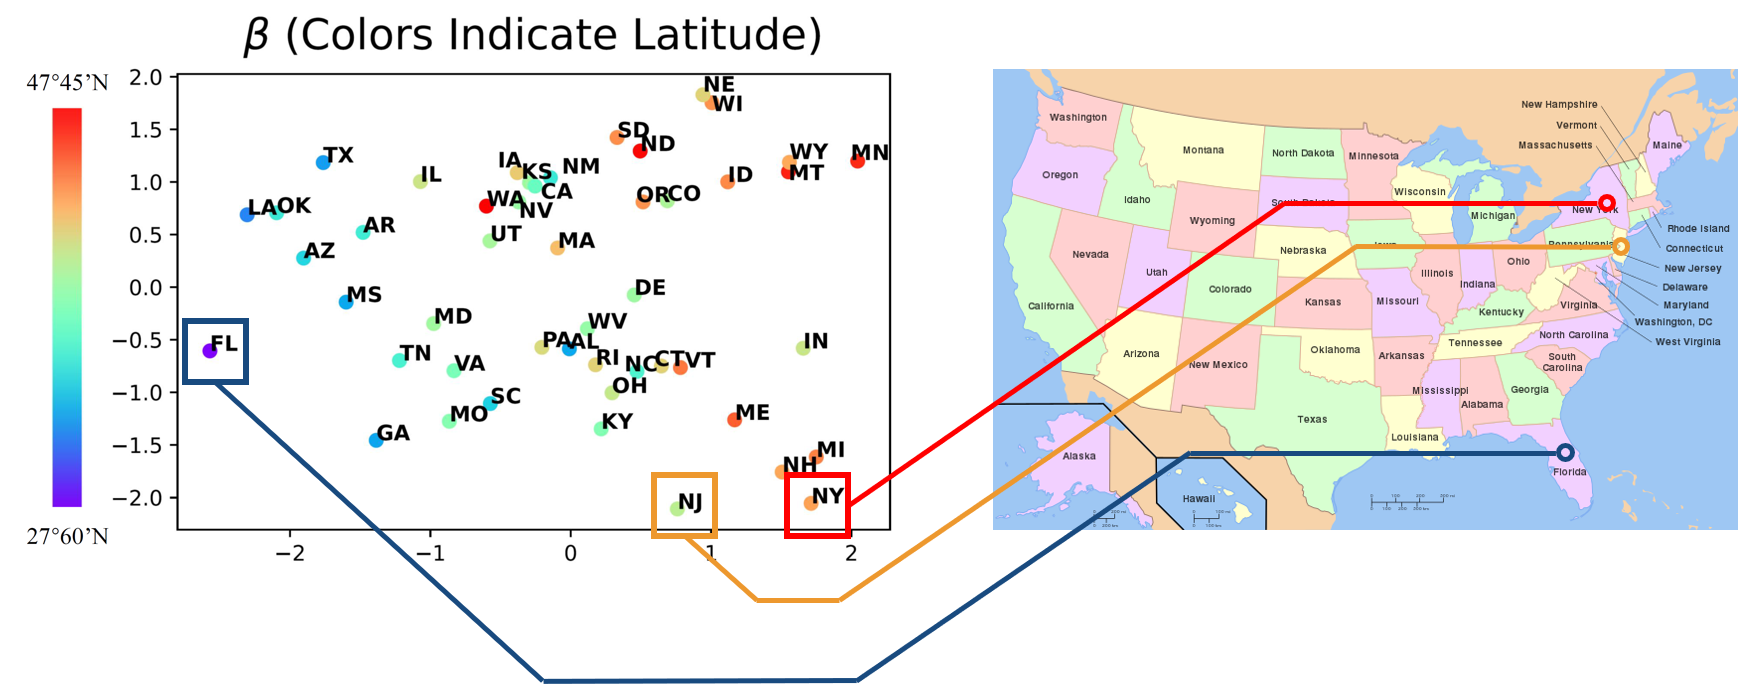 β (Colors Indicate Latitude)
47°45’N
27°60’N
2.0
1.5
1.0
0.5
0.0
−0.5
−1.0
−1.5
−2.0
−2
−1
0
1
2
NE
WI
SD
ND
TX
IL
IA
KS
NM
CA
WY
MT
MN
ID
OR
CO
LA
OK
WA
NV
AR
UT
MA
AZ
MS
DE
MD
WV
FL
PA
AL
IN
TN
VA
RI
NC
CT
VT
OH
SC
MO
KY
ME
GA
MI
NH
NJ
NY
New Hampshire
Vermont
Massachusetts
Washington
Montana
North Dakota
Minnesota
Maine
Oregon
Idaho
Wisconsin
South Dakota
Wyoming
Michigan
New York
Rhode Island
Connecticut
Nebraska
Iowa
Pennsylvania
Nevada
Utah
Ohio
New Jersey
Illinois
Indiana
Delaware
Colorado
Kansas
Missouri
Virginia
Maryland
California
Kentucky
Washington, DC
West Virginia
North Carolina
Tennessee
Arizona
Oklahoma
New Mexico
Arkansas
South
Carolina
Mississippi
Alabama
Georgia
Texas
Louisiana
Alaska
Florida
Hawaii